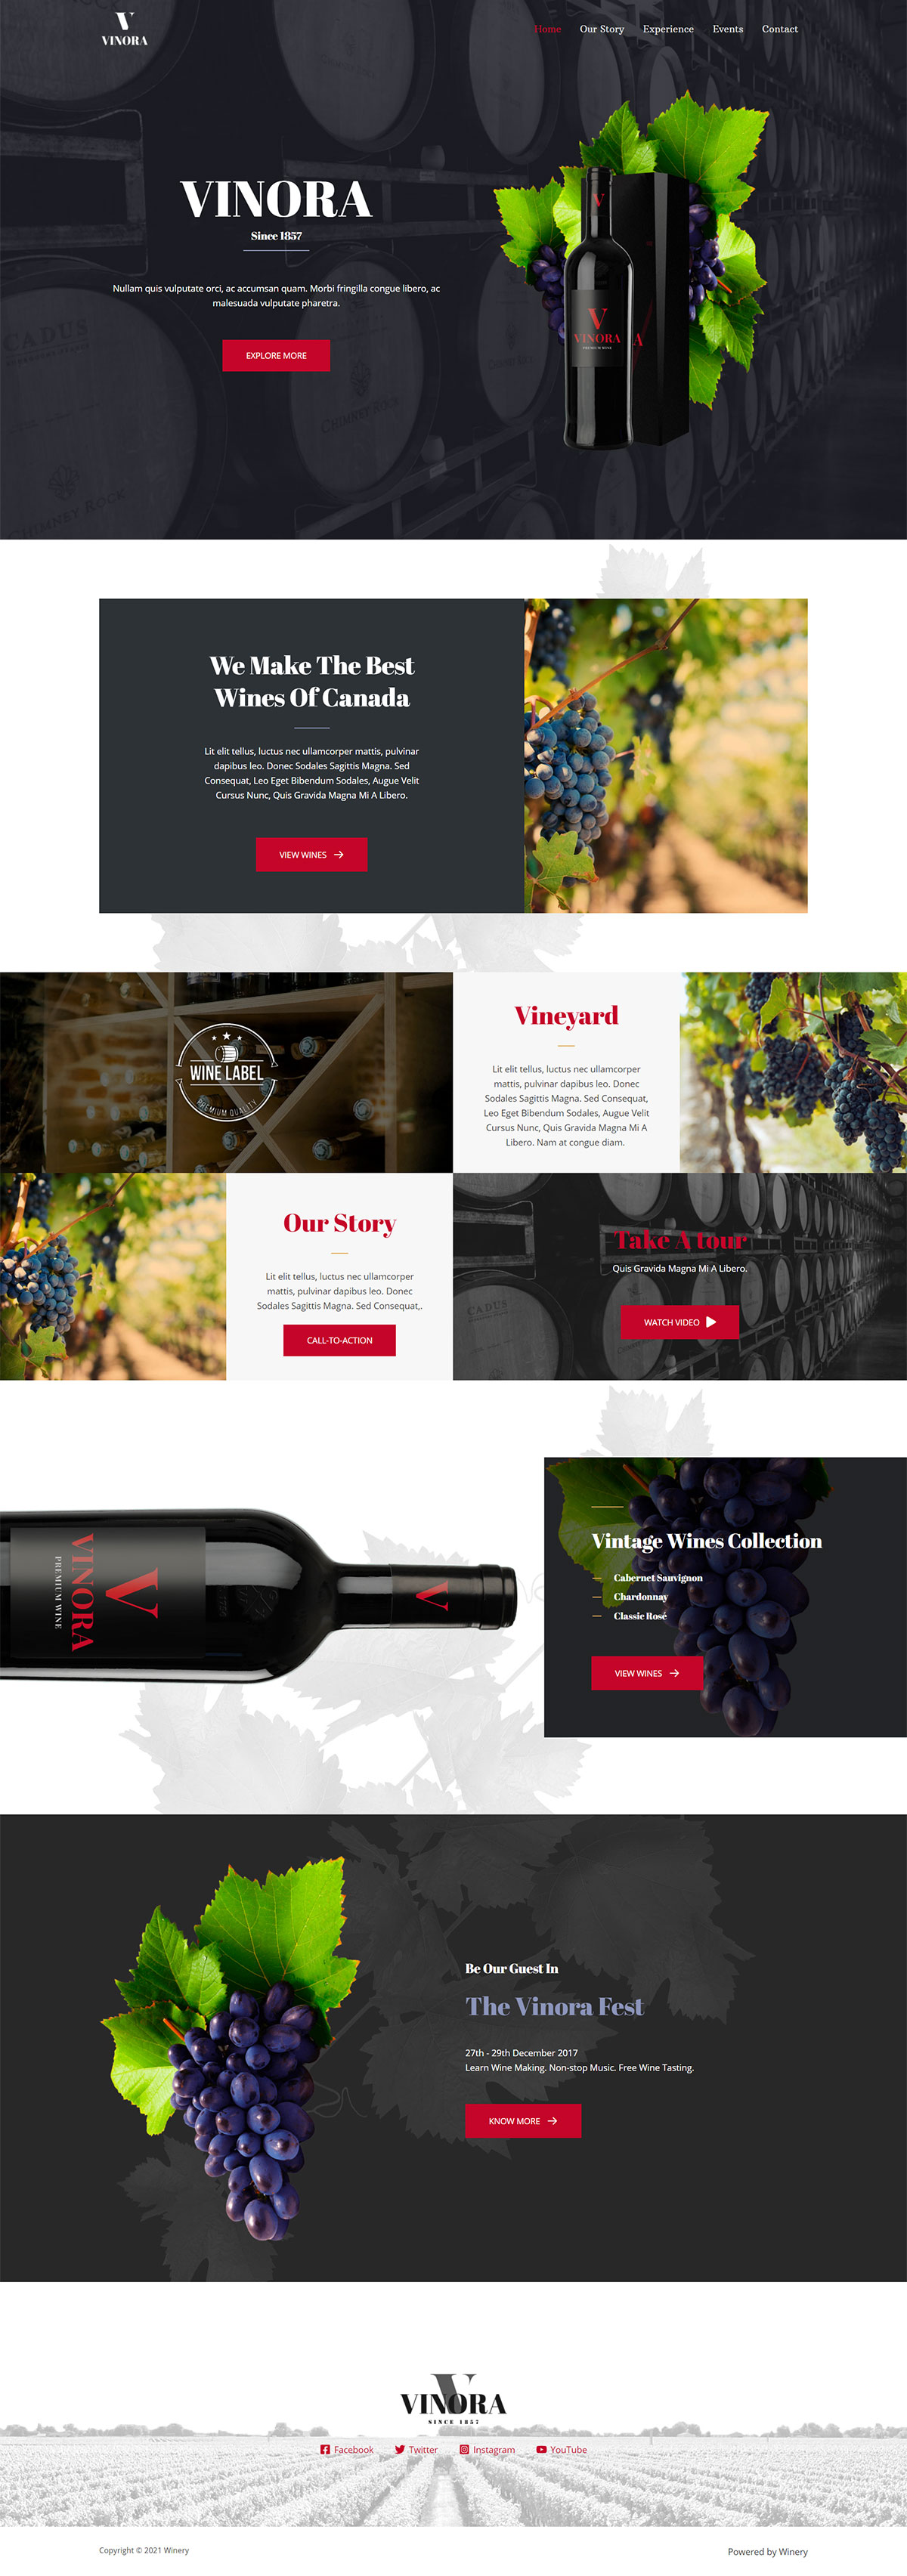 VINORA
Home Our Story Experience Events Contact
VINORA
Since 1857
Nullam quis vulputate orci, ac accumsan quam. Morbi fringilla congue libero, ac
malesuada vulputate pharetra.
EXPLORE MORE
V
V
VINORA
PREMIUM WINE
A
CHIMNEY ROCK
CHIMNEY ROCK
We Make The Best
Wines Of Canada
Lit elit tellus, luctus nec ullamcorper mattis, pulvinar
dapibus leo. Donec Sodales Sagittis Magna. Sed
Consequat, Leo Eget Bibendum Sodales, Augue Velit
Cursus Nunc, Quis Gravida Magna Mi A Libero.
VIEW WINES
WINE LABEL
PREMIUM QUALITY
Vineyard
Lit elit tellus, luctus nec ullamcorper
mattis, pulvinar dapibus leo. Donec
Sodales Sagittis Magna. Sed Consequat,
Leo Eget Bibendum Sodales, Augue Velit
Cursus Nunc, Quis Gravida Magna Mi A
Libero. Nam at congue diam.
Our Story
Lit elit tellus, luctus nec ullamcorper
mattis, pulvinar dapibus leo. Donec
Sodales Sagittis Magna. Sed Consequat,.
CALL-TO-ACTION
Take A tour
Quis Gravida Magna Mi A Libero.
WATCH VIDEO
CADUS
V
VINORA
PREMIUM WINE
V
Vintage Wines Collection
Cabernet Sauvignon
Chardonnay
Classic Rosé
VIEW WINES
Be Our Guest In
The Vinora Fest
27th - 29th December 2017
Learn Wine Making. Non-stop Music. Free Wine Tasting.
KNOW MORE
VINORA
SINCE 1857
Facebook Twitter Instagram YouTube
Copyright © 2021 Winery
Powered by Winery